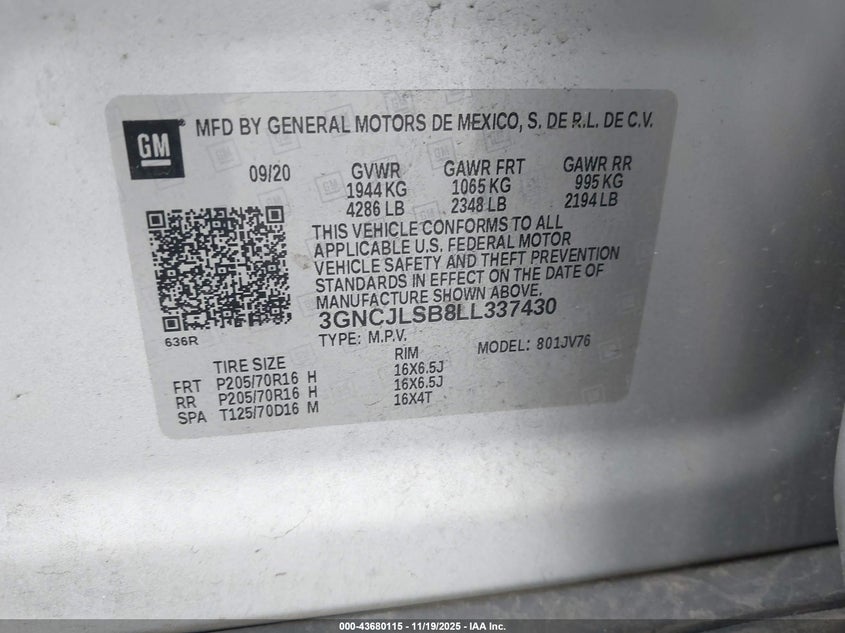 GM
MFD BY GENERAL MOTORS DE MEXICO, S. DE R.L. DE C.V.
09/20 GVWR GAWR FRT GAWR RR
1944 KG 1065 KG 995 KG
4286 LB 2348 LB 2194 LB
THIS VEHICLE CONFORMS TO ALL
APPLICABLE U.S. FEDERAL MOTOR
VEHICLE SAFETY AND THEFT PREVENTION
STANDARDS IN EFFECT ON THE DATE OF
MANUFACTURE SHOWN ABOVE.
3GNCJLSB8LL337430
636R
TYPE: M.P.V. MODEL: 801JV76
TIRE SIZE RIM
FRT P205/70R16 H 16X6.5J
RR P205/70R16 H 16X6.5J
SPA T125/70D16 M 16X4T
000-43680115 - 11/19/2025 - IAA Inc.